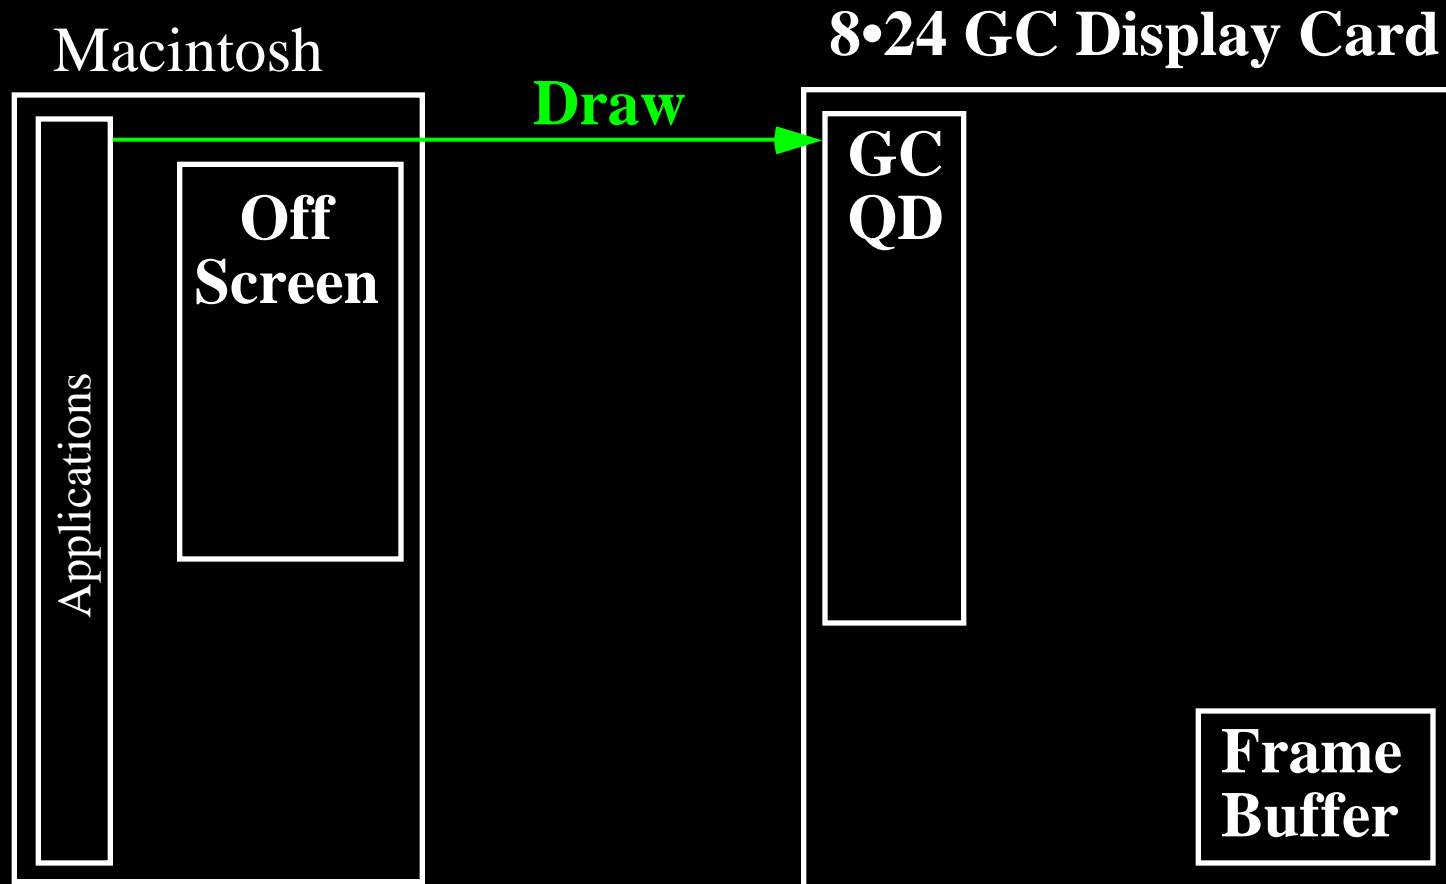 Macintosh
8•24 GC Display Card
Draw
GC
QD
Off
Screen
Applications
Frame
Buffer